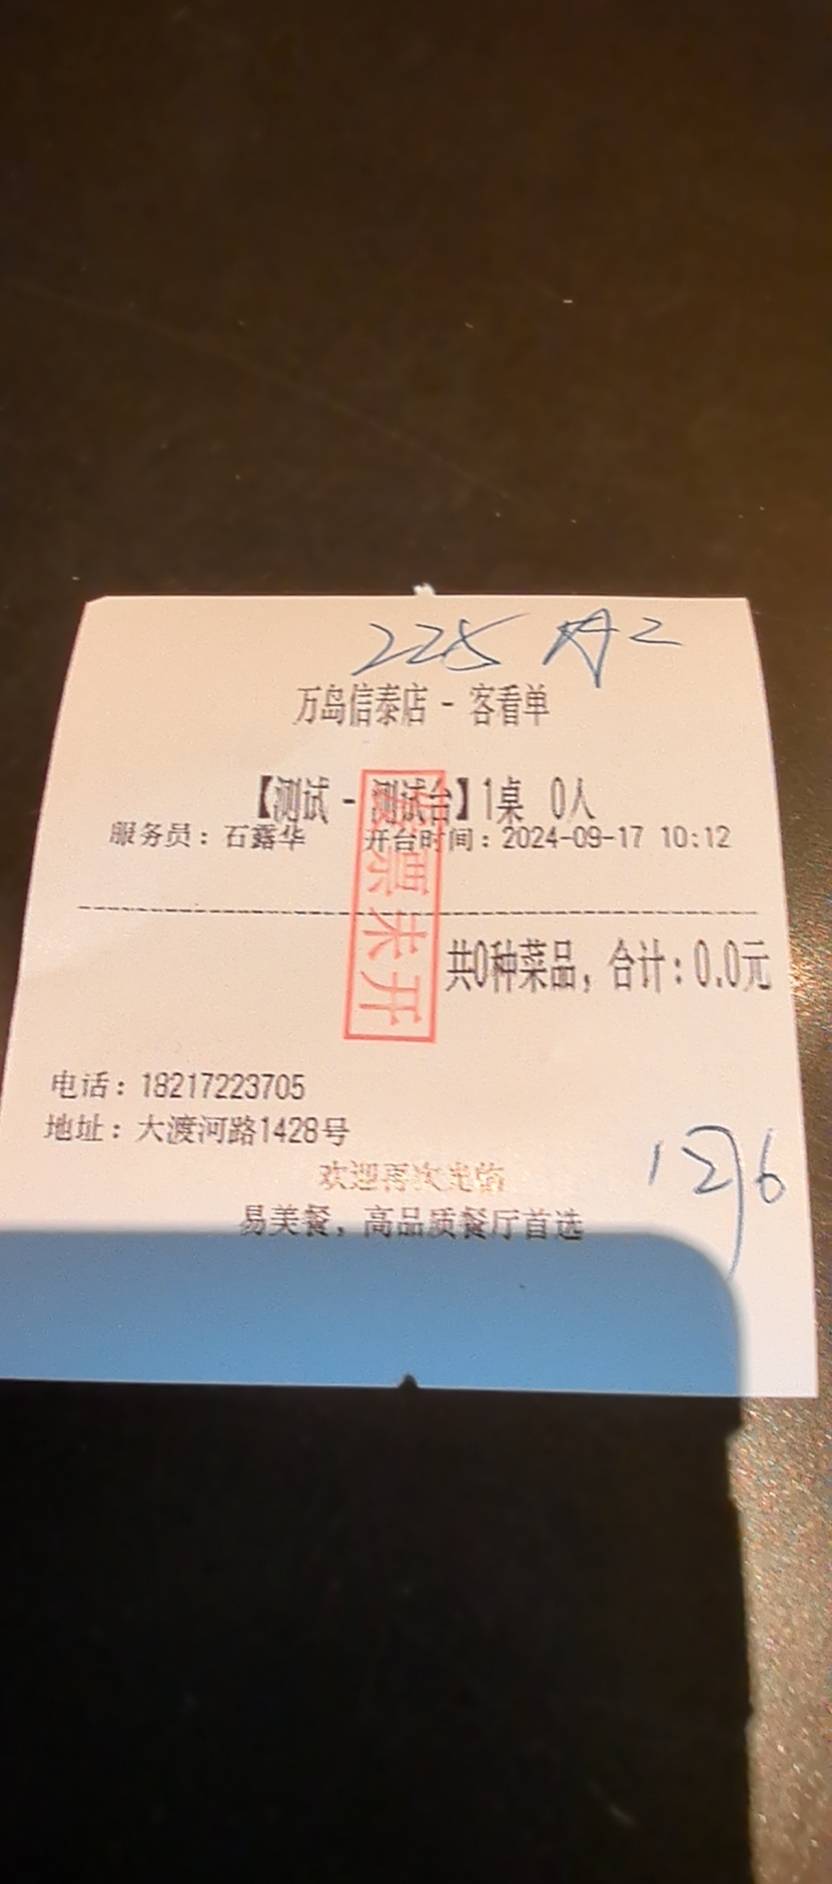 225 A2
万岛信泰店 - 客看单
【测试 - 测试台】1桌 0人
服务员：石露华 开台时间：2024-09-17 10:12
发票未开
共0种菜品，合计：0.0元
电话：18217223705
地址：大渡河路1428号
欢迎再次光临
易美餐，高品质餐厅首选